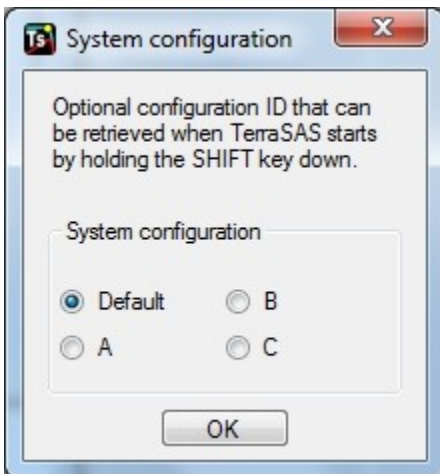 Ts System configuration
Optional configuration ID that can
be retrieved when TerraSAS starts
by holding the SHIFT key down.
System configuration
Default B
A C
OK